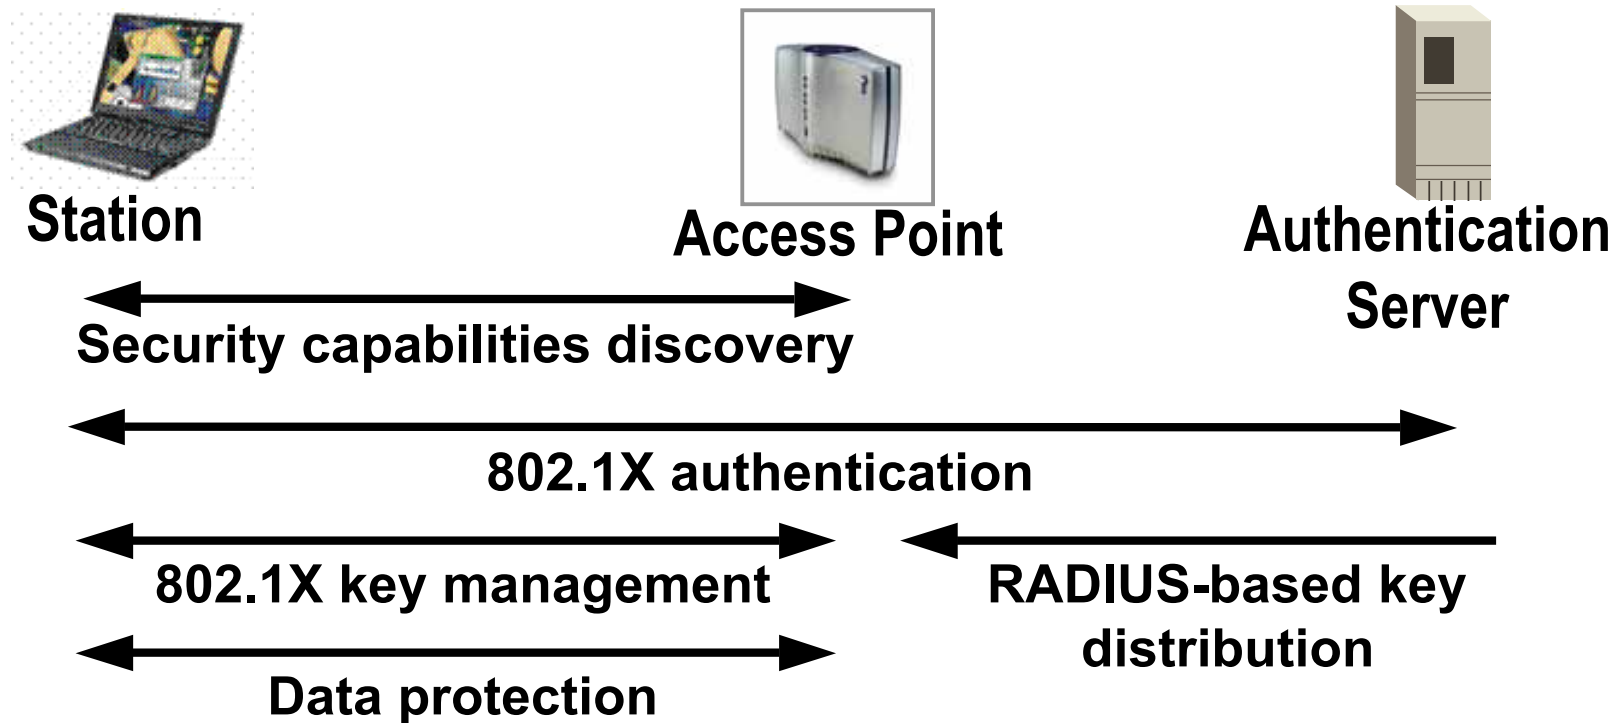 Station
Access Point
Authentication
Server
Security capabilities discovery
802.1X authentication
802.1X key management
RADIUS-based key
distribution
Data protection